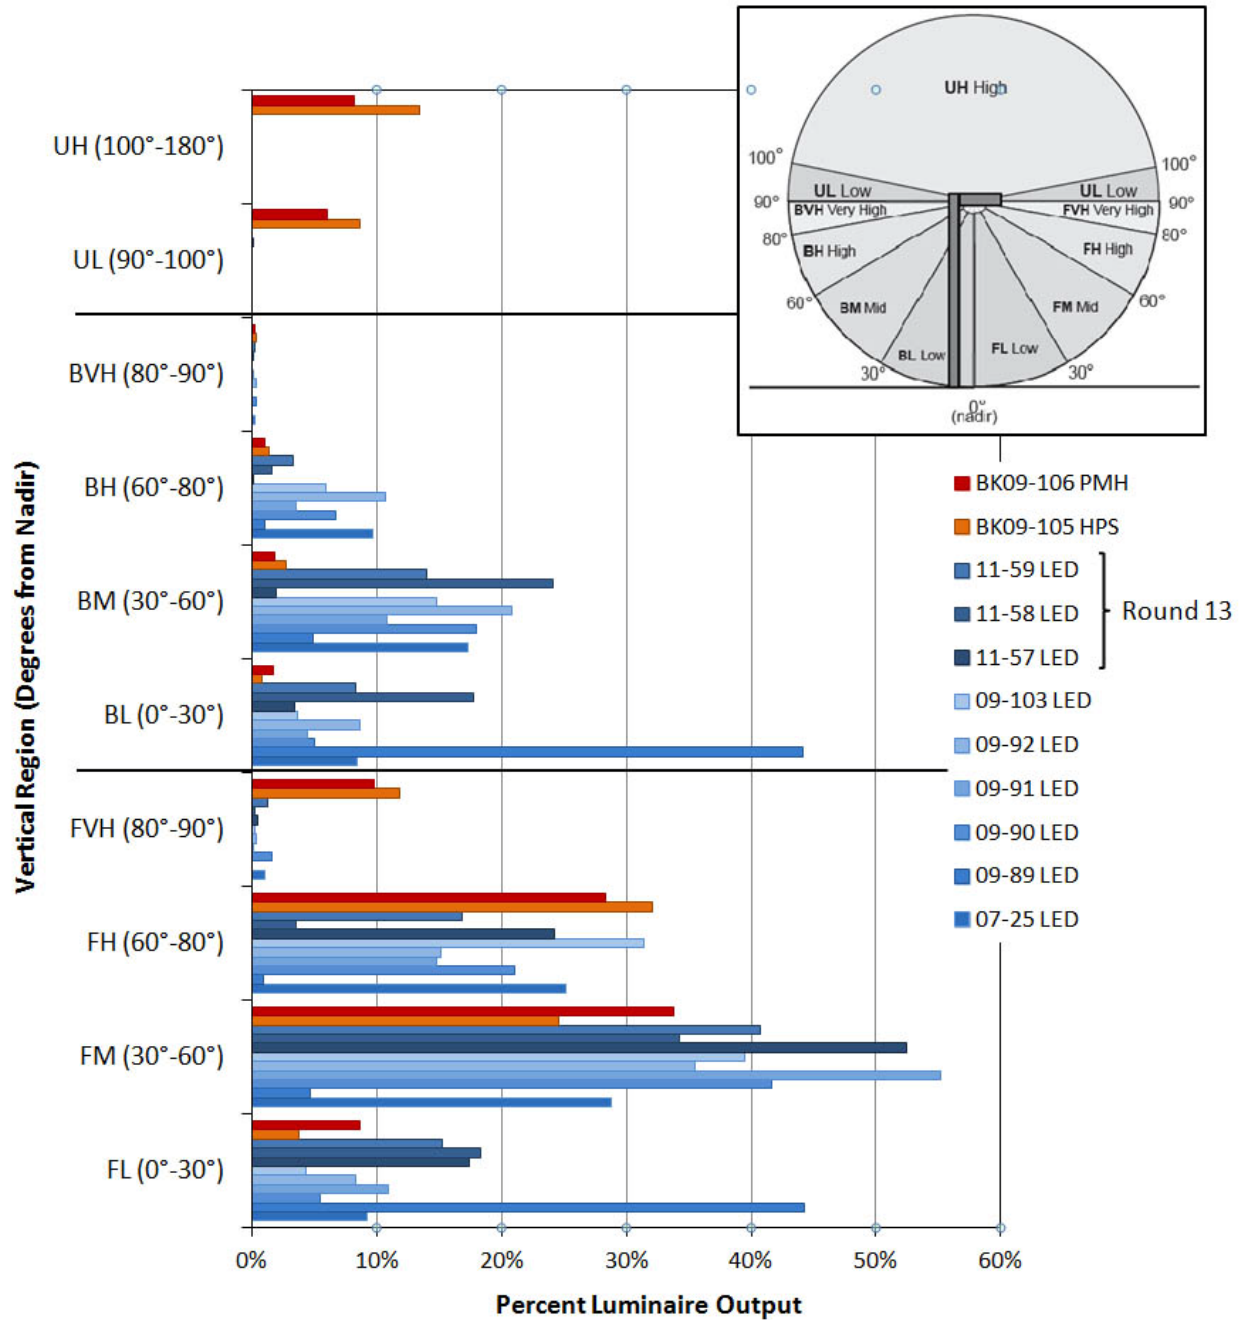 UH High
100°
100°
UL Low
UL Low
90°
90°
BVH Very High
FVH Very High
80°
80°
BH High
FH High
60°
60°
BM Mid
FM Mid
BL Low
FL Low
30°
30°
0°
(nadir)
Vertical Region (Degrees from Nadir)
UH (100°-180°)
UL (90°-100°)
BVH (80°-90°)
BH (60°-80°)
BM (30°-60°)
BL (0°-30°)
FVH (80°-90°)
FH (60°-80°)
FM (30°-60°)
FL (0°-30°)
BK09-106 PMH
BK09-105 HPS
11-59 LED
11-58 LED
11-57 LED
Round 13
09-103 LED
09-92 LED
09-91 LED
09-90 LED
09-89 LED
07-25 LED
0% 10% 20% 30% 40% 50% 60%
Percent Luminaire Output